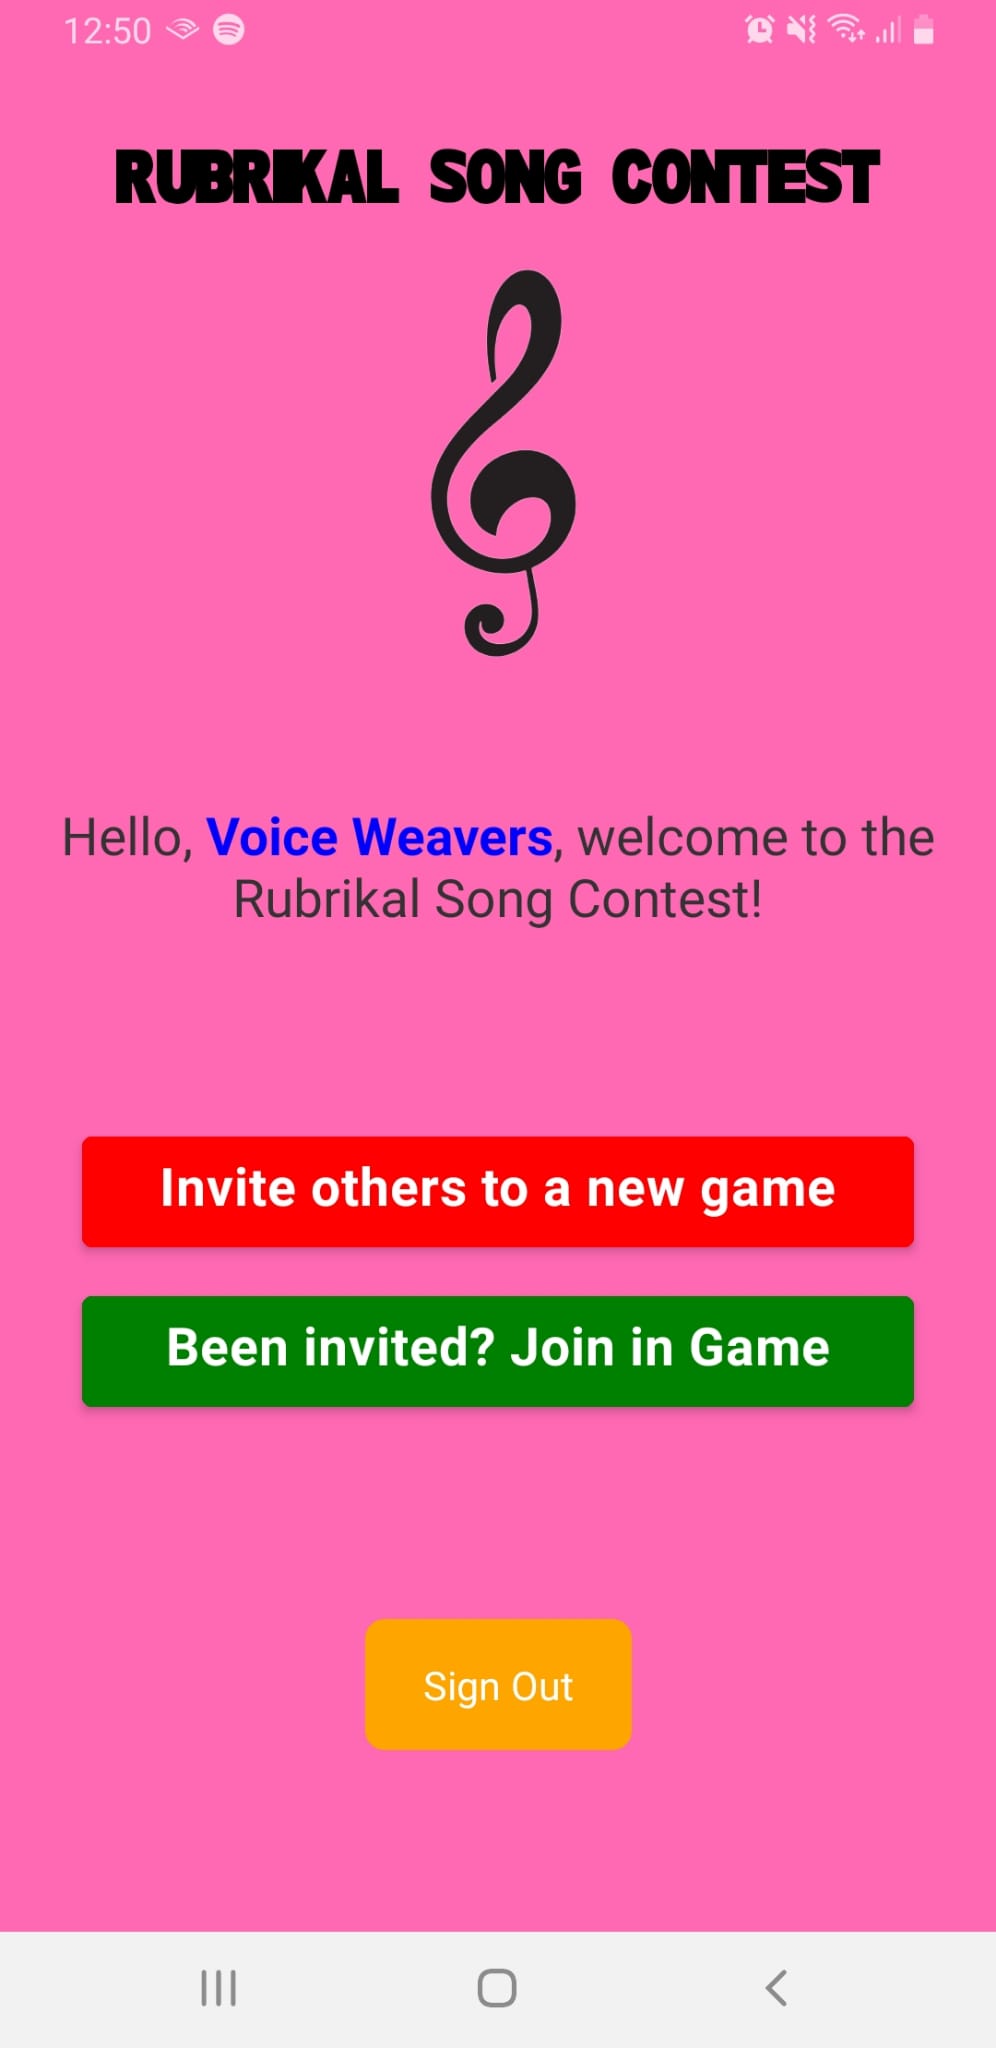 12:50
RUBRIKAL SONG CONTEST
Hello, Voice Weavers, welcome to the
Rubrikal Song Contest!
Invite others to a new game
Been invited? Join in Game
Sign Out